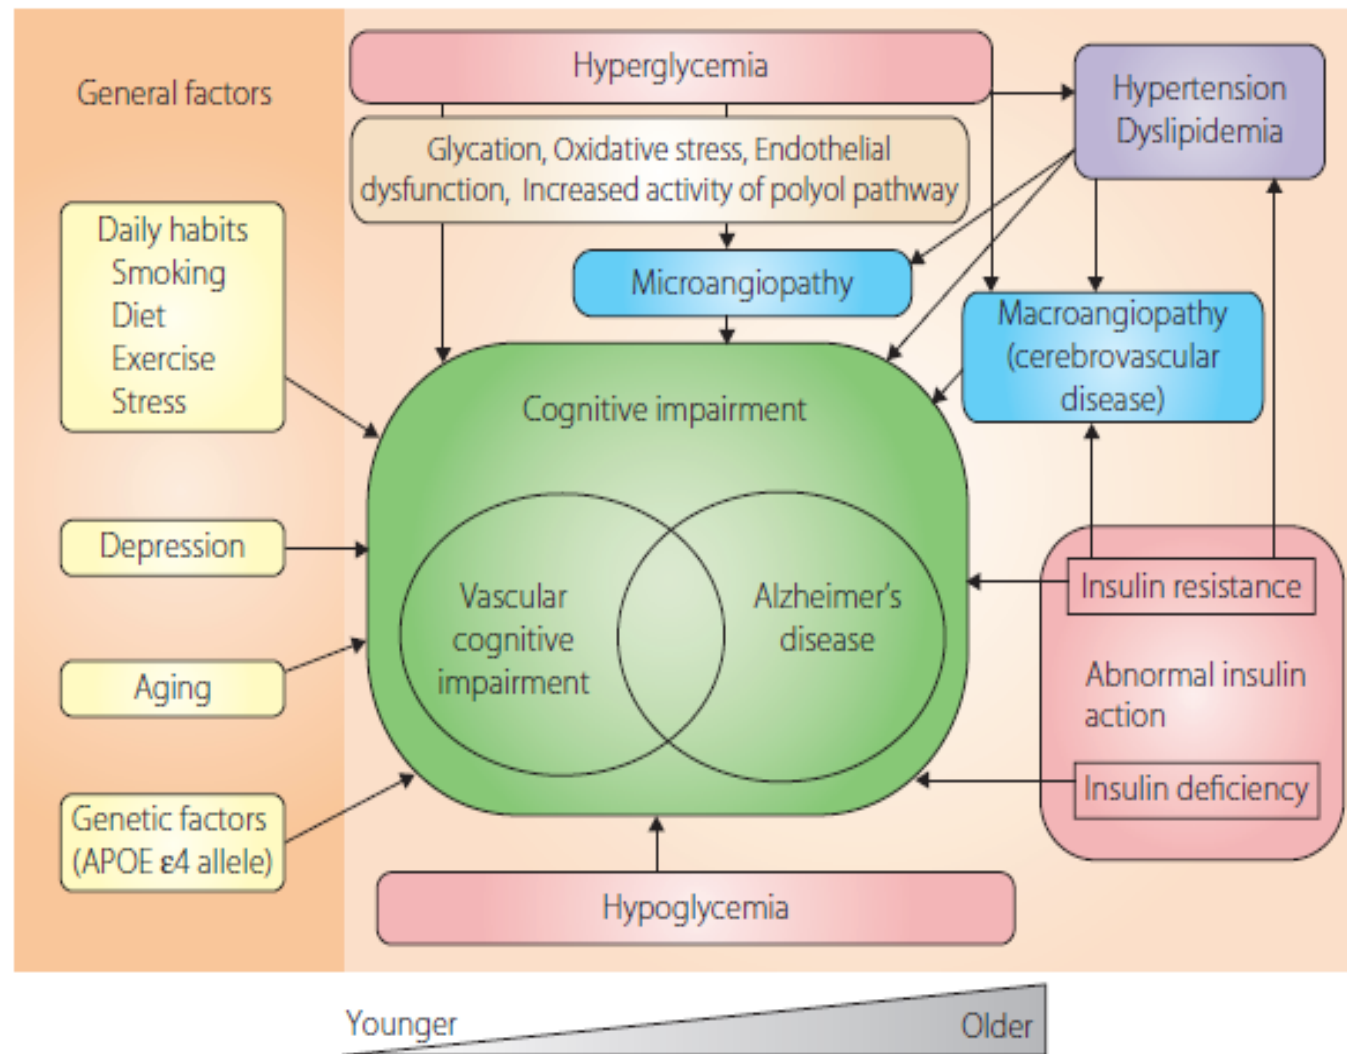 General factors
Daily habits
Smoking
Diet
Exercise
Stress
Depression
Aging
Genetic factors
(APOE ε4 allele)
Hyperglycemia
Glycation, Oxidative stress, Endothelial
dysfunction, Increased activity of polyol pathway
Microangiopathy
Hypertension
Dyslipidemia
Macroangiopathy
(cerebrovascular
disease)
Cognitive impairment
Vascular
cognitive
impairment
Alzheimer's
disease
Insulin resistance
Abnormal insulin
action
Insulin deficiency
Hypoglycemia
Younger
Older